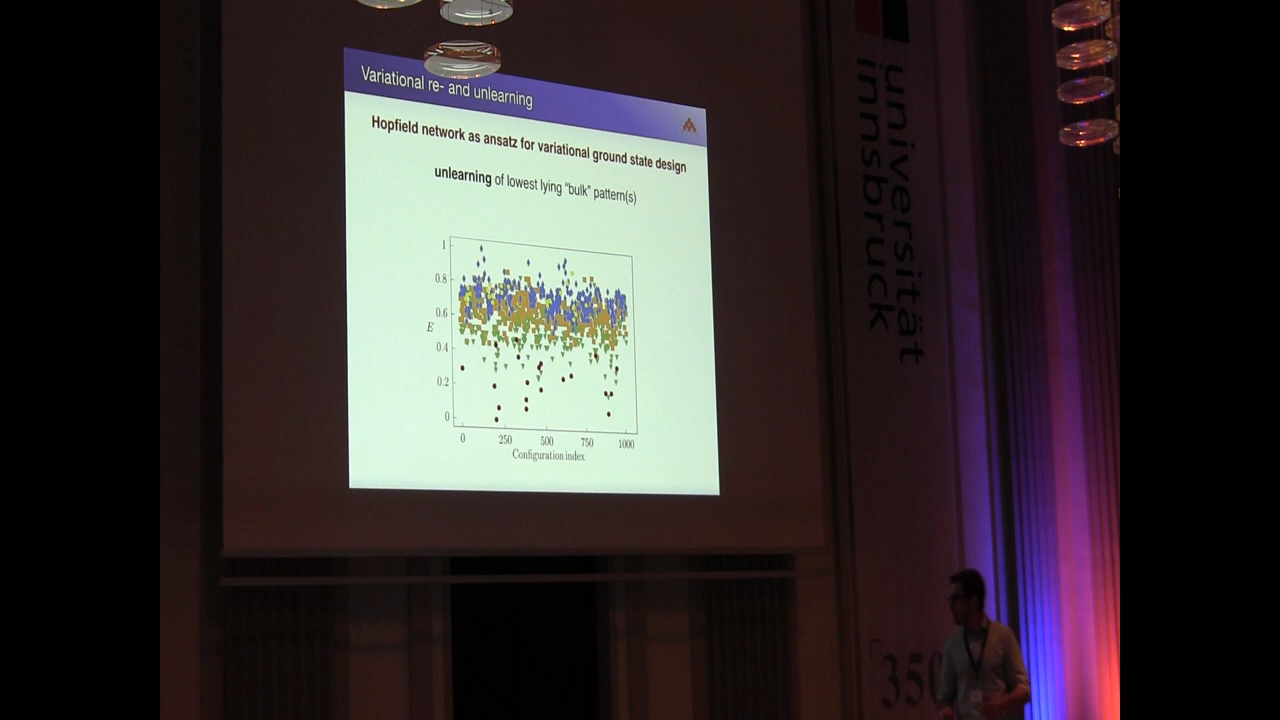 Variational re- and unlearning
Hopfield network as ansatz for variational ground state design
unlearning of lowest lying “bulk” pattern(s)
1
0.8
0.6
E
0.4
0.2
0
0 250 500 750 1000
Configuration index
universität
innsbruck
350